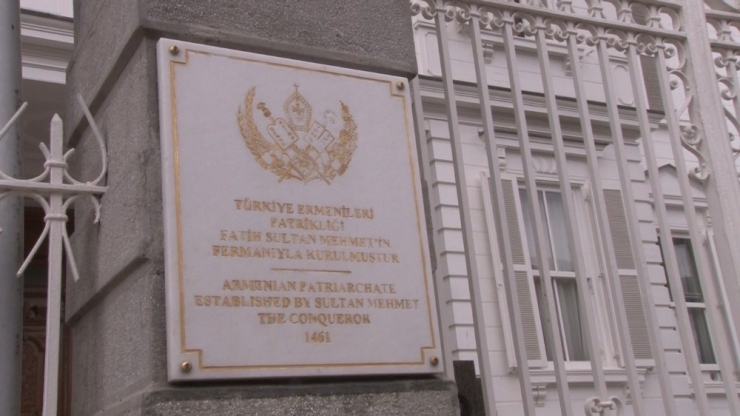 TÜRKİYE ERMENİLERİ
PATRİKLİĞİ
FATİH SULTAN MEHMET'İN
FERMANIYLA KURULMUŞTUR
ARMENIAN PATRIARCHATE
ESTABLISHED BY SULTAN MEHMET
THE CONQUEROR
1461